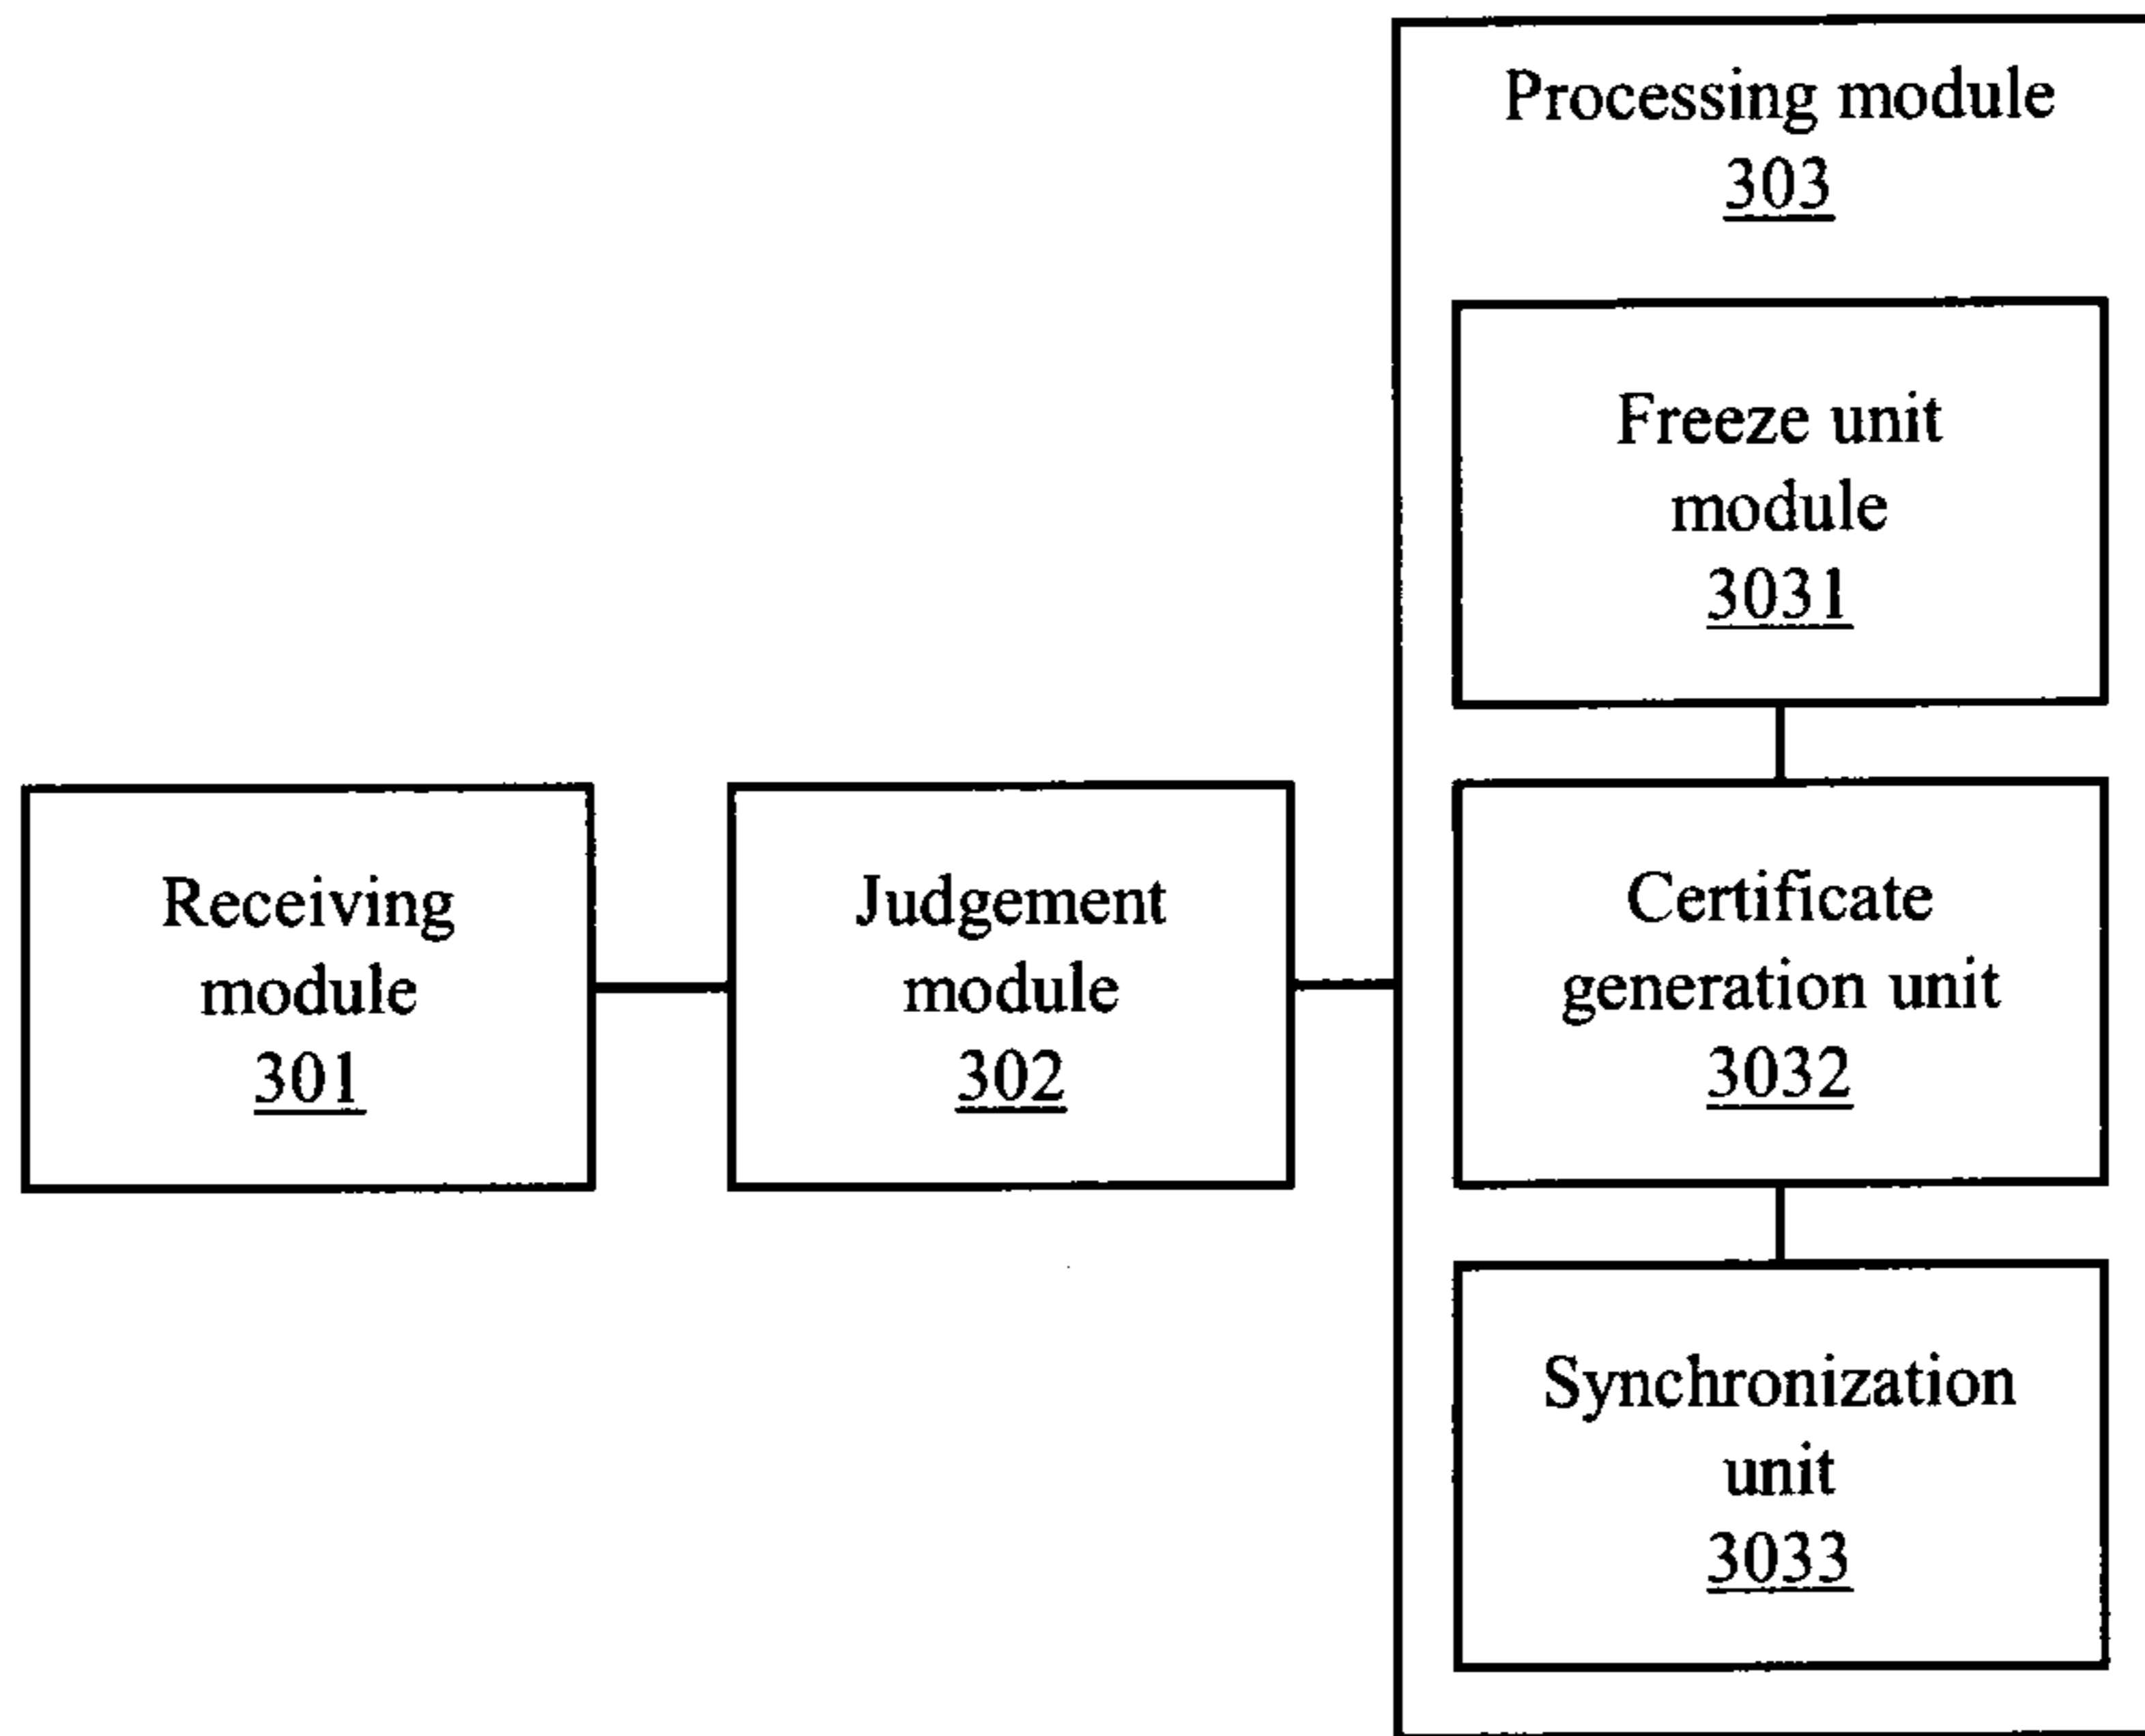 Processing module
303
Freeze unit
module
3031
Receiving
module
301
Judgement
module
302
Certificate
generation unit
3032
Synchronization
unit
3033